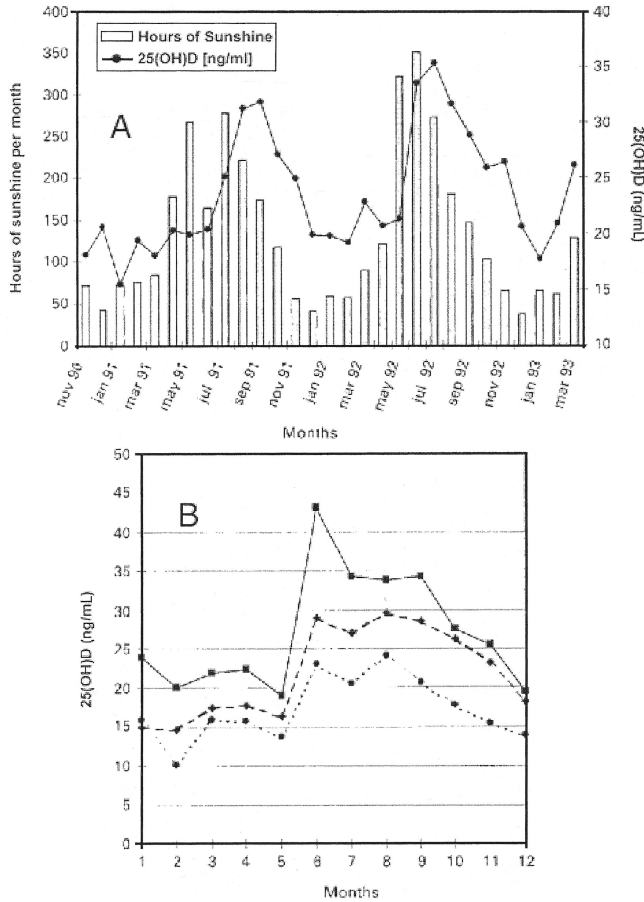 400
350
300
250
200
150
100
50
0
Hours of sunshine per month
Hours of Sunshine
25(OH)D [ng/ml]
A
40
35
30
25
20
15
10
25(OH)D (ng/mL)
nov 90
jan 91
mar 91
may 91
jul 91
sep 91
nov 91
jan 92
mar 92
may 92
jul 92
sep 92
nov 92
jan 93
mar 93
Months
50
45
40
35
30
25
20
15
10
5
0
25(OH)D (ng/mL)
B
1 2 3 4 5 6 7 8 9 10 11 12
Months